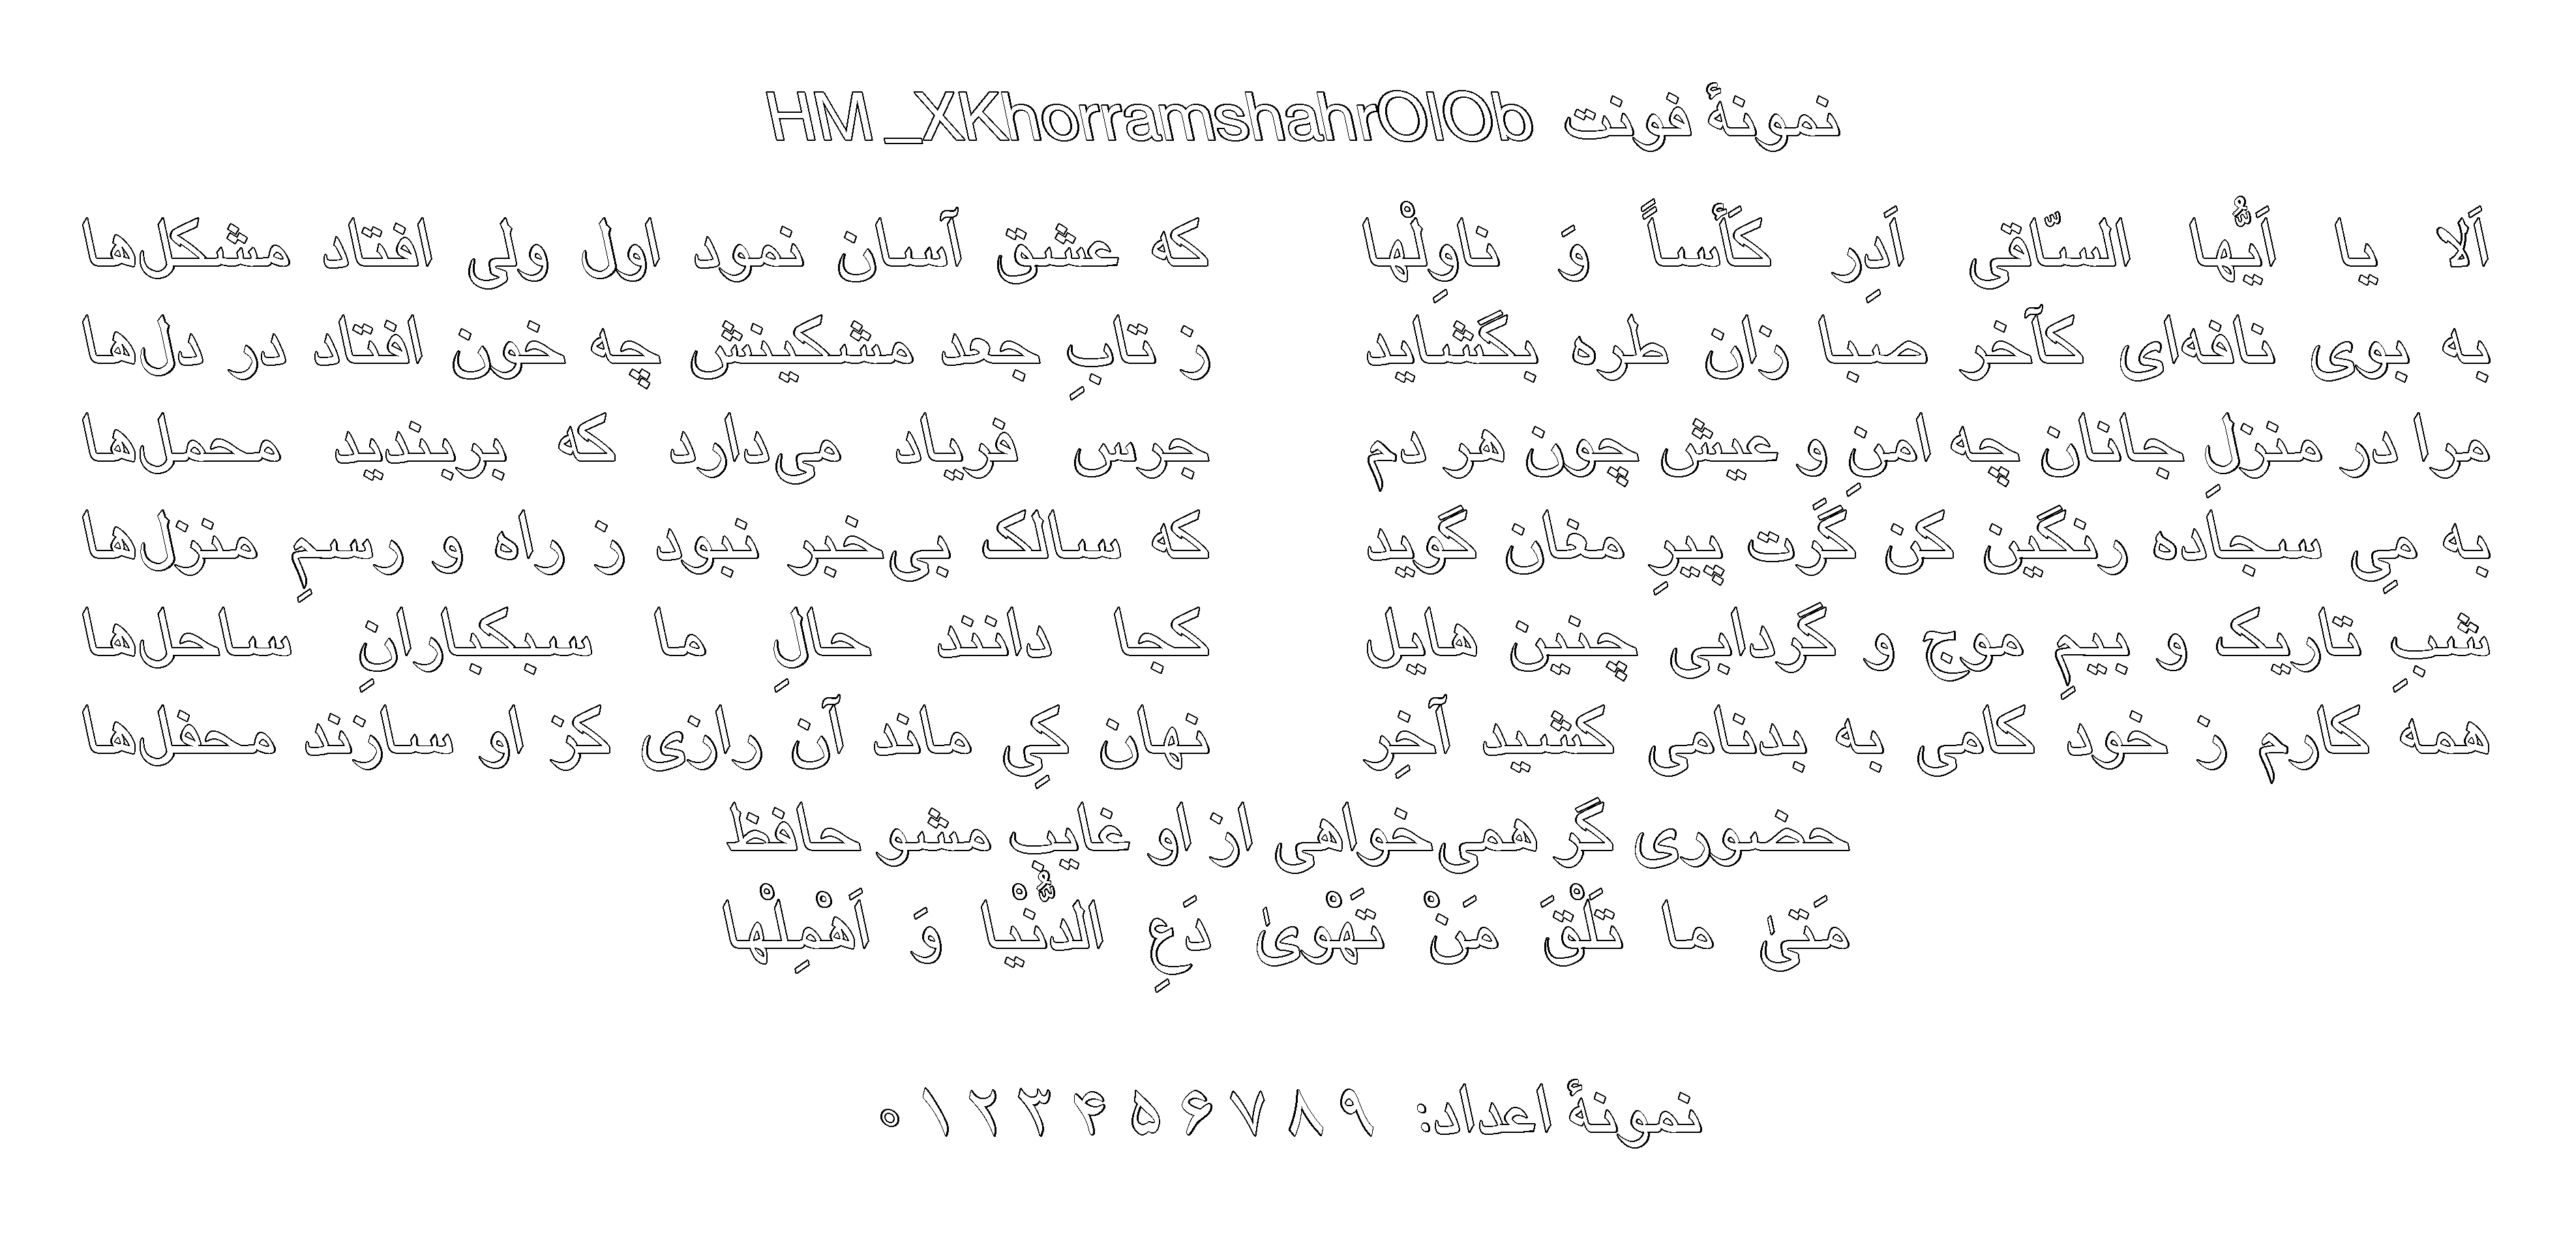 نمونهٔ فونت HM _XKhorramshahrOlOb
اَلا یا اَیُّها السّاقی اَدِر کَأساً وَ ناوِلْها که عشق آسان نمود اول ولی افتاد مشکل‌ها
به بوی نافه‌ای کآخر صبا زان طره بگشاید ز تابِ جعد مشکینش چه خون افتاد در دل‌ها
مرا در منزلِ جانان چه امنِ و عیش چون هر دم جرس فریاد می‌دارد که بربندید محمل‌ها
به مِی سجاده رنگین کن گَرَت پیرِ مغان گوید که سالک بی‌خبر نبود ز راه و رسمِ منزل‌ها
شبِ تاریک و بیمِ موج و گردابی چنین هایل کجا دانند حالِ ما سبکبارانِ ساحل‌ها
همه کارم ز خود کامی به بدنامی کشید آخِر نهان کِی ماند آن رازی کز او سازند محفل‌ها
حضوری گر همی‌خواهی از او غایب مشو حافظ
مَتیٰ ما تَلْقَ مَنْ تَهْویٰ دَعِ الدُّنْیا وَ اَهْمِلْها
نمونهٔ اعداد: ۹ ۸ ۷ ۶ ۵ ۴ ۳ ۲ ۱ ۰